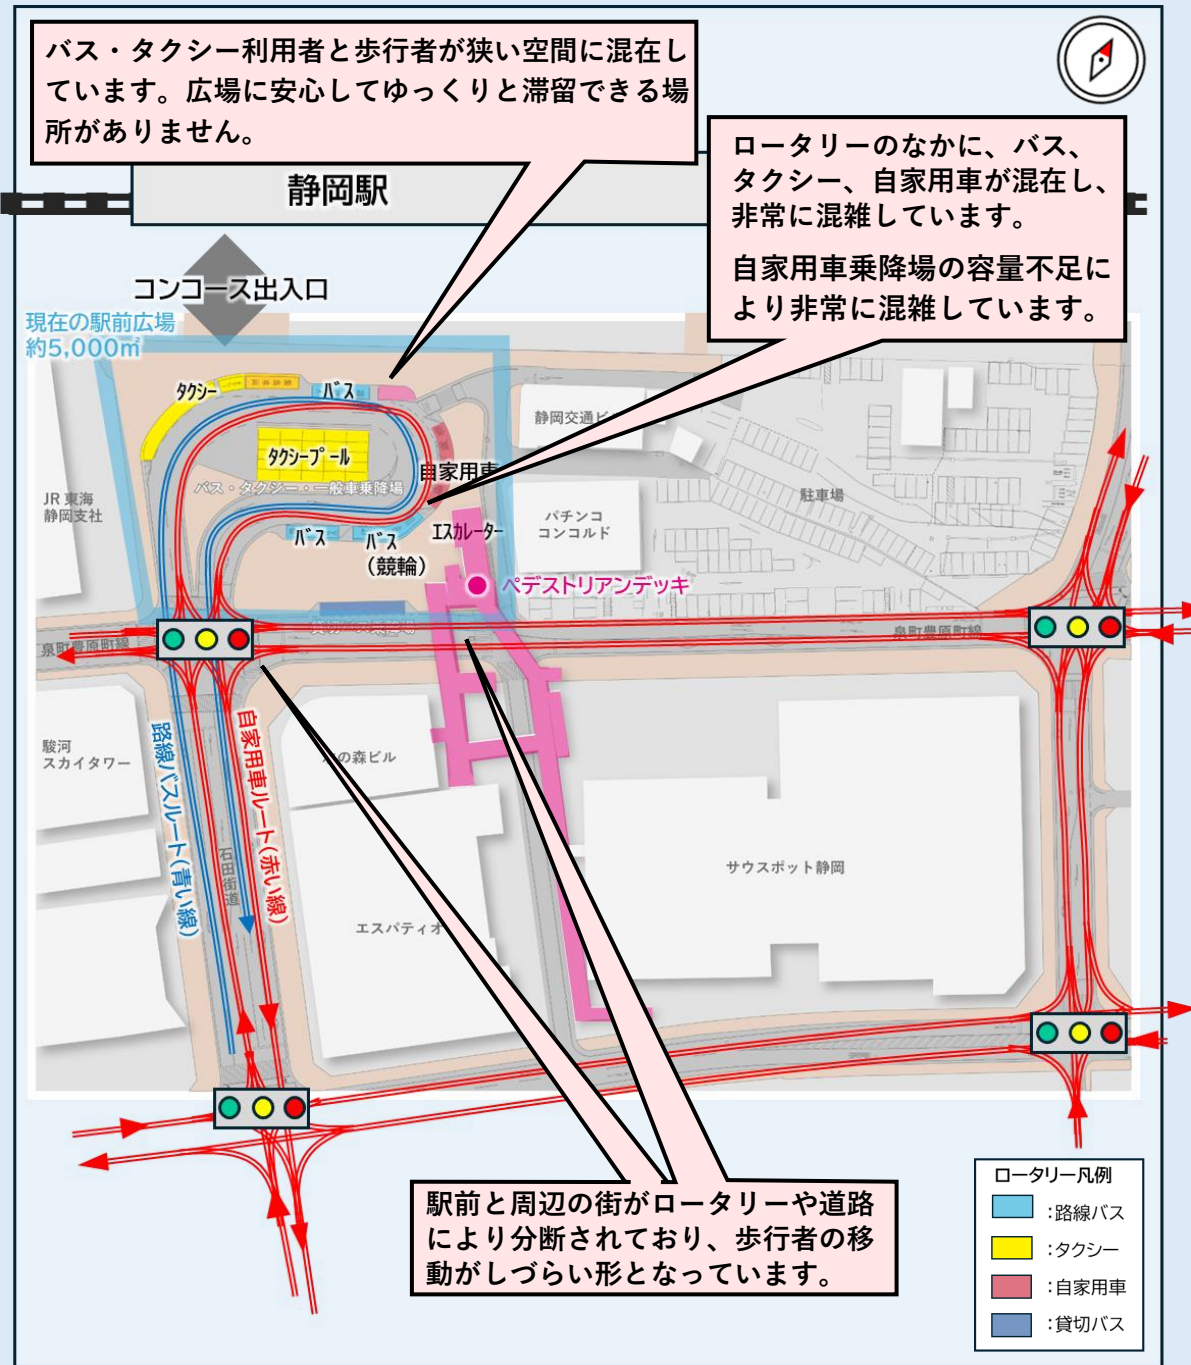 バス・タクシー利用者と歩行者が狭い空間に混在し
ています。広場に安心してゆっくりと滞留できる場
所がありません。
ロータリーのなかに、バス、
タクシー、自家用車が混在し、
非常に混雑しています。
自家用車乗降場の容量不足に
より非常に混雑しています。
静岡駅
コンコース出入口
現在の駅前広場
約5,000㎡
タクシー
バス
タクシープール
自家用車
バス・タクシー・一般車乗降場
静岡交通ビ
JR東海
静岡支社
駐車場
パチンコ
コンコルド
エスカレーター
バス
バス
(競輪)
ペデストリアンデッキ
泉町豊原町線
泉町豊原町線
駿河
スカイタワー
の森ビル
路線バスルート(青い線)
自家用車ルート(赤い線)
石田街道
サウスポット静岡
エスパティオ
駅前と周辺の街がロータリーや道路
により分断されており、歩行者の移
動がしづらい形となっています。
ロータリー凡例
:路線バス
:タクシー
:自家用車
:貸切バス